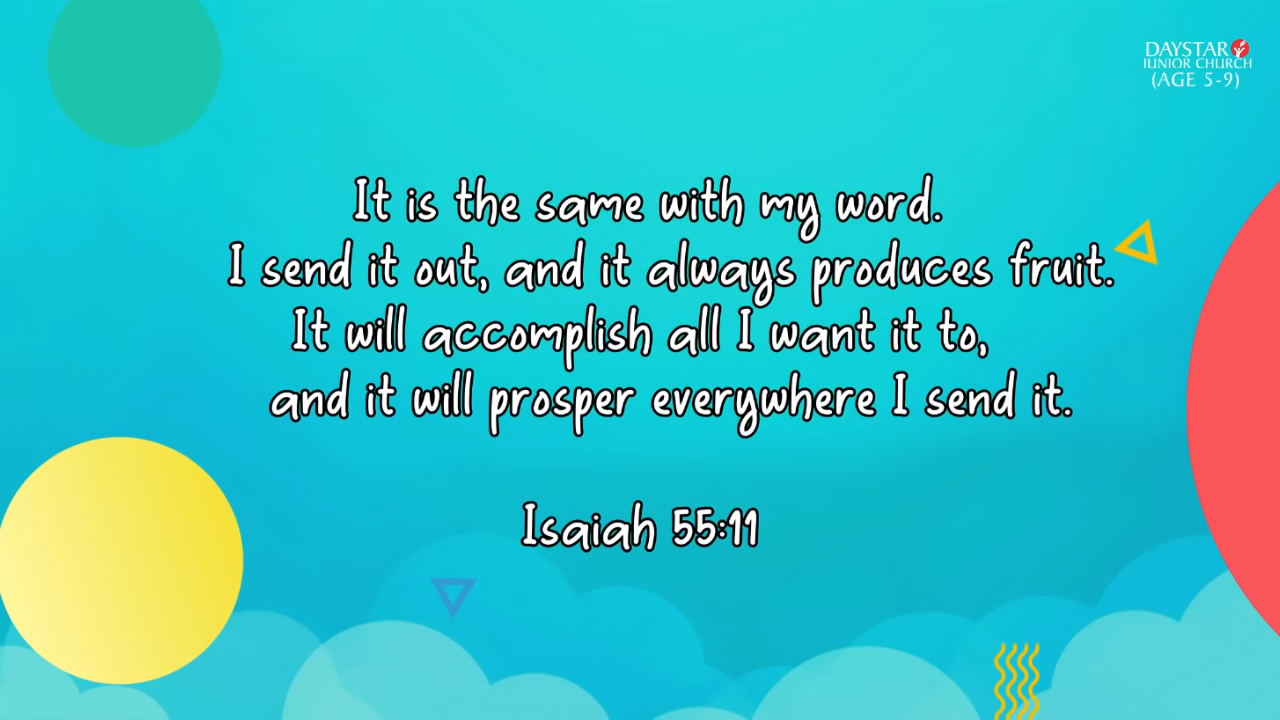 DAYSTAR
JUNIOR CHURCH
(AGE 5-9)
It is the same with my word.
I send it out, and it always produces fruit.
It will accomplish all I want it to,
and it will prosper everywhere I send it.
Isaiah 55:11